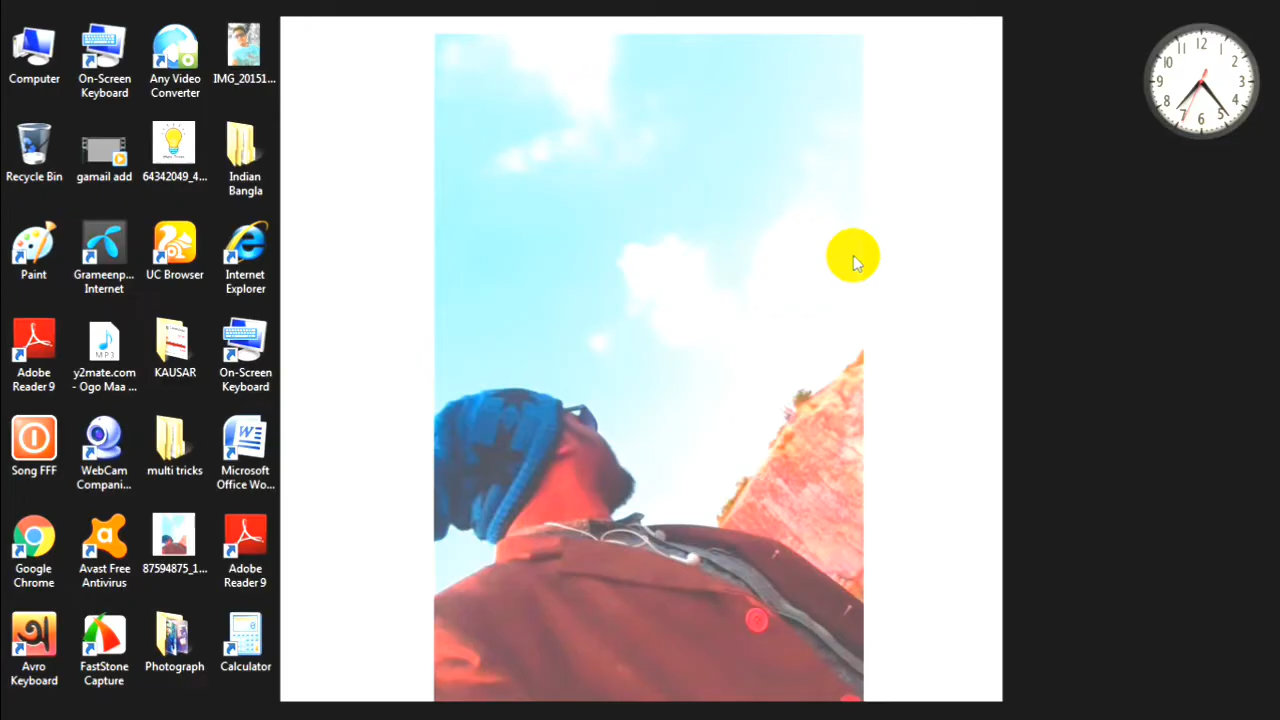 Computer
On-Screen
Keyboard
Any Video
Converter
IMG_20151...
Recycle Bin
gamail add
64342049_4...
Indian
Bangla
Paint
Grameenp...
Internet
UC Browser
Internet
Explorer
Adobe
Reader 9
MP3
y2mate.com
- Ogo Maa ...
KAUSAR
On-Screen
Keyboard
Song FFF
WebCam
Compani...
multi tricks
Microsoft
Office Wo...
Google
Chrome
Avast Free
Antivirus
87594875_1...
Adobe
Reader 9
অ
Avro
Keyboard
FastStone
Capture
Photograph
Calculator
12
1
2
3
4
5
6
7
8
9
10
11